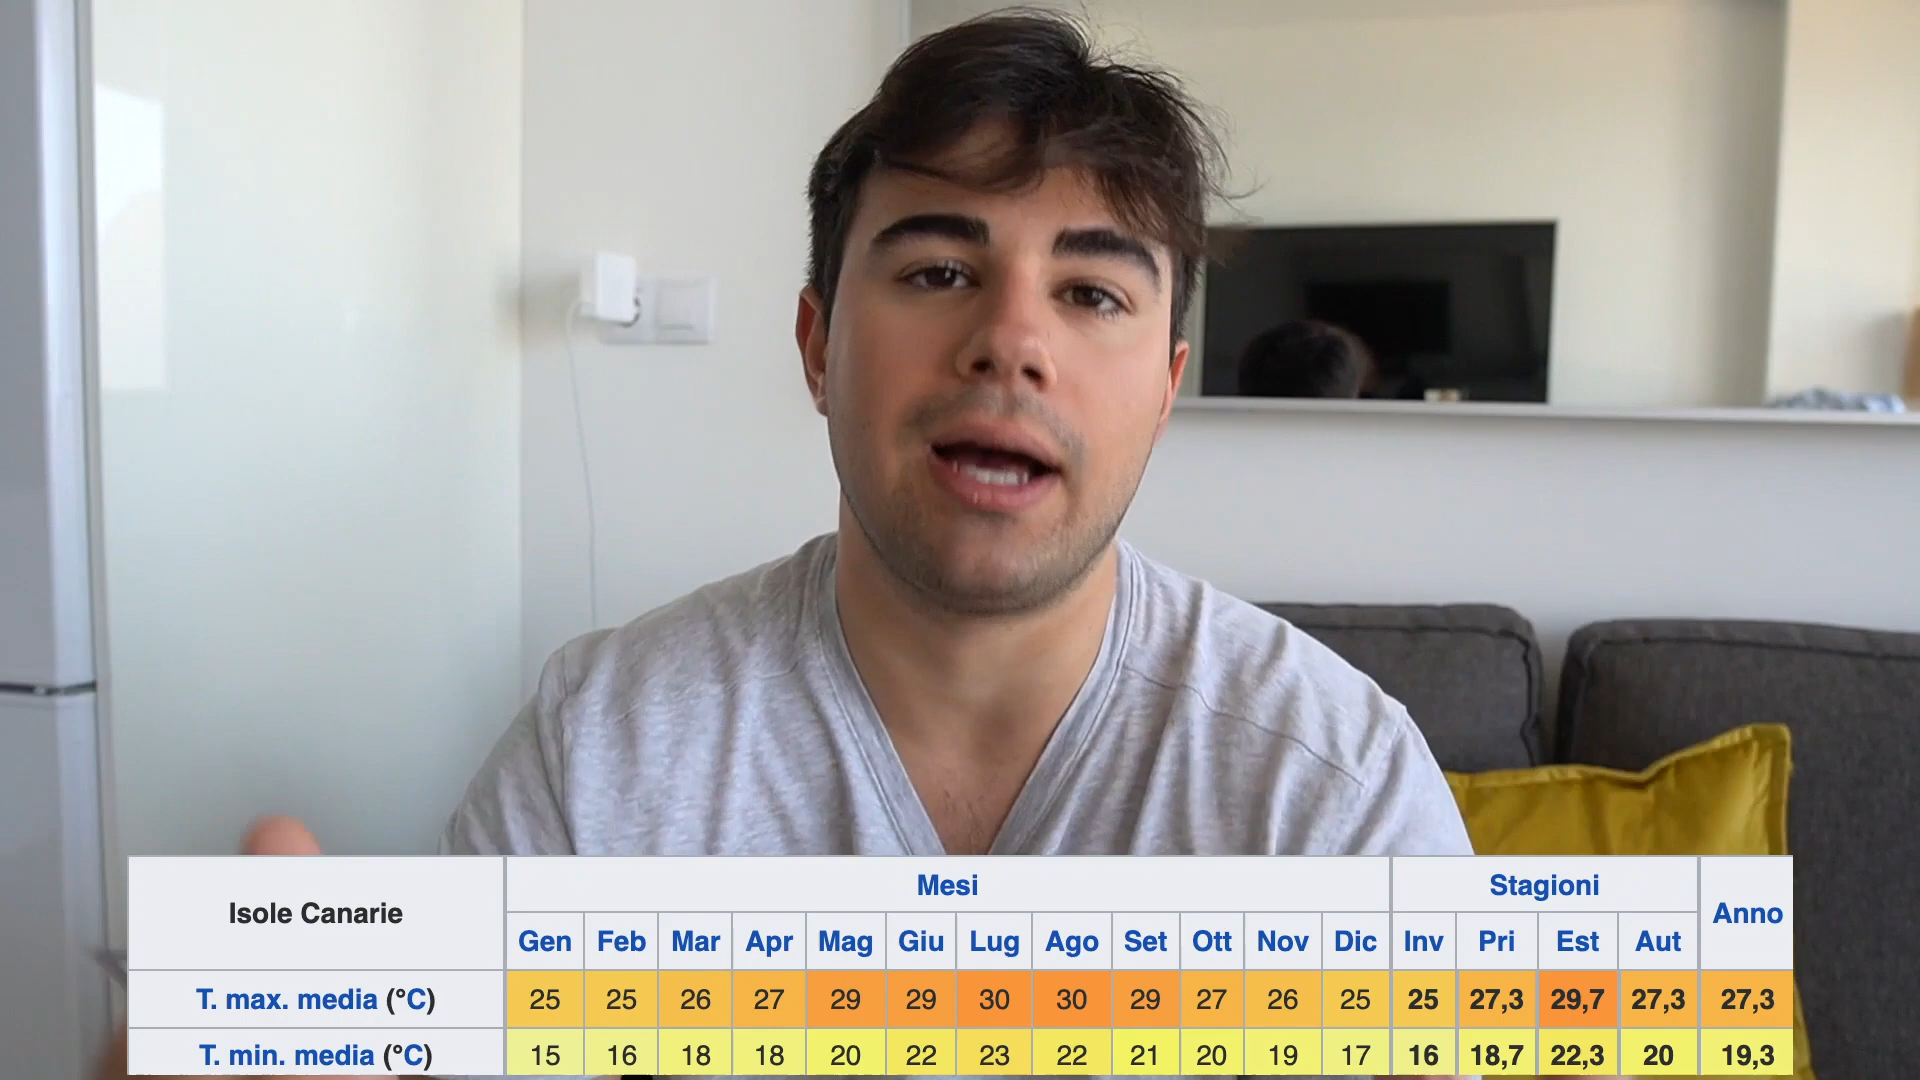 Isole Canarie Mesi Stagioni Anno
Gen Feb Mar Apr Mag Giu Lug Ago Set Ott Nov Dic Inv Pri Est Aut
T. max. media (°C) 25 25 26 27 29 29 30 30 29 27 26 25 25 27,3 29,7 27,3 27,3
T. min. media (°C) 15 16 18 18 20 22 23 22 21 20 19 17 16 18,7 22,3 20 19,3